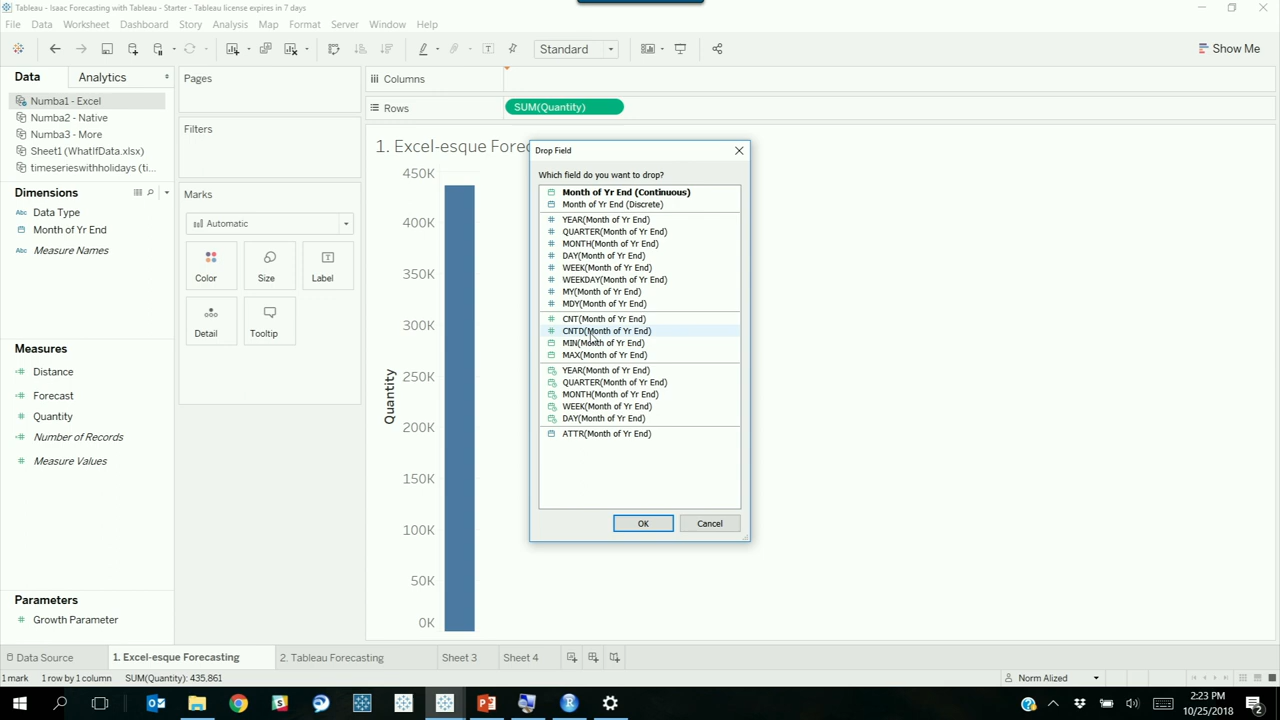 Tableau - Isaac Forecasting with Tableau - Starter - Tableau license expires in 7 days
File Data Worksheet Dashboard Story Analysis Map Format Server Window Help
Standard
Show Me
Data Analytics
Numba1 - Excel
Numba2 - Native
Numba3 - More
Sheet1 (WhatIfData.xlsx)
timeserieswithholidays (ti...
Dimensions
Abc Data Type
Month of Yr End
Abc Measure Names
Measures
Distance
Forecast
Quantity
Number of Records
Measure Values
Parameters
Growth Parameter
Pages
Filters
Marks
Automatic
Color Size Label
Detail Tooltip
Columns
Rows SUM(Quantity)
1. Excel-esque Forec
Quantity
450K
400K
350K
300K
250K
200K
150K
100K
50K
0K
Drop Field
Which field do you want to drop?
Month of Yr End (Continuous)
Month of Yr End (Discrete)
YEAR(Month of Yr End)
QUARTER(Month of Yr End)
MONTH(Month of Yr End)
DAY(Month of Yr End)
WEEK(Month of Yr End)
WEEKDAY(Month of Yr End)
MY(Month of Yr End)
MDY(Month of Yr End)
CNT(Month of Yr End)
CNTD(Month of Yr End)
MIN(Month of Yr End)
MAX(Month of Yr End)
YEAR(Month of Yr End)
QUARTER(Month of Yr End)
MONTH(Month of Yr End)
WEEK(Month of Yr End)
DAY(Month of Yr End)
ATTR(Month of Yr End)
OK Cancel
Data Source 1. Excel-esque Forecasting 2. Tableau Forecasting Sheet 3 Sheet 4
1 mark 1 row by 1 column SUM(Quantity): 435,861
Norm Alized
2:23 PM
10/25/2018